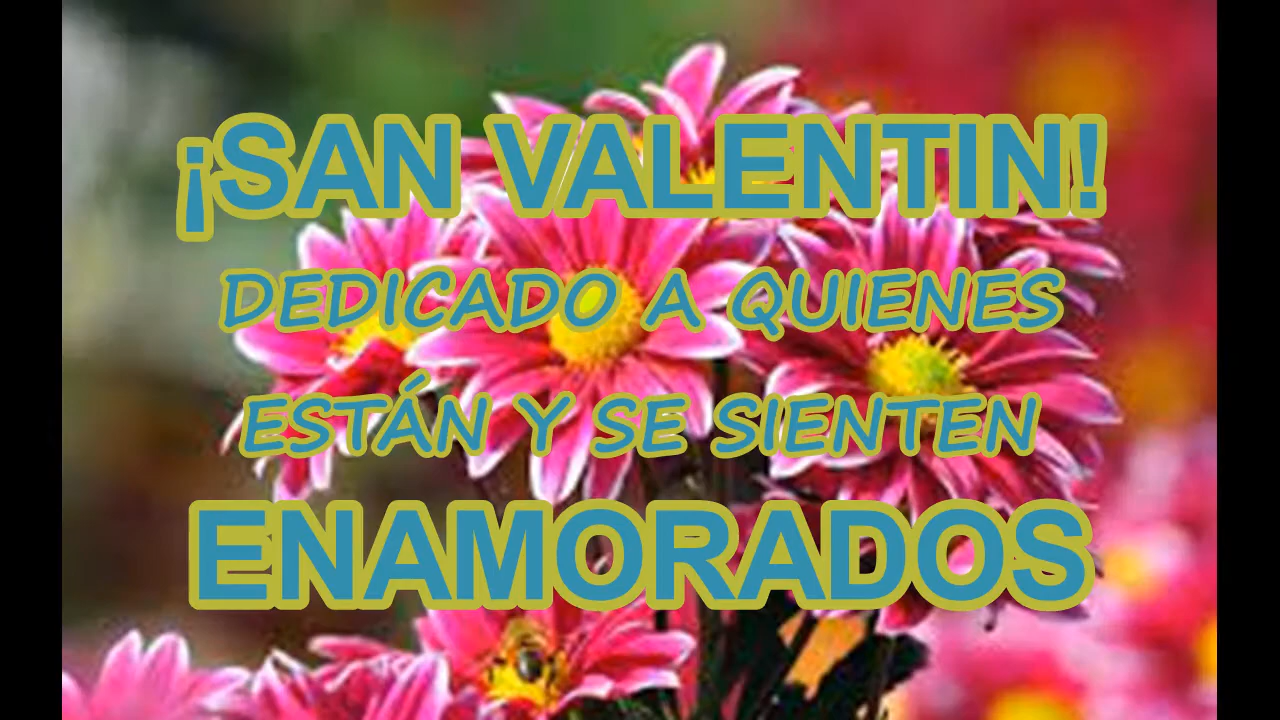 ¡SAN VALENTIN!
DEDICADO A QUIENES
ESTÁN Y SE SIENTEN
ENAMORADOS